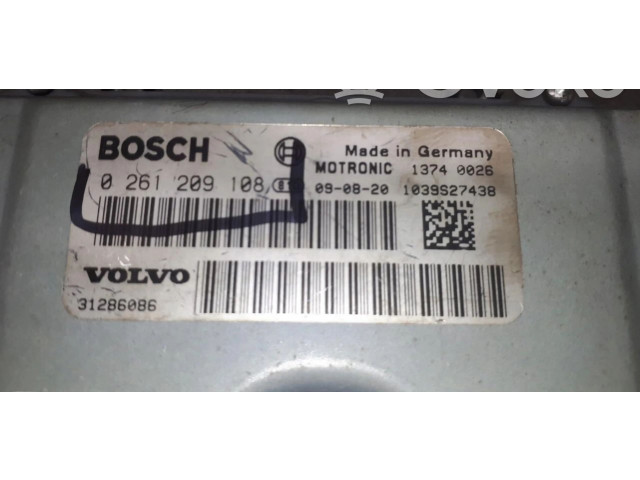 BOSCH
Made in Germany
MOTRONIC 1374 0026
0 261 209 108 09-08-20 1039S27438
VOLVO
31286086